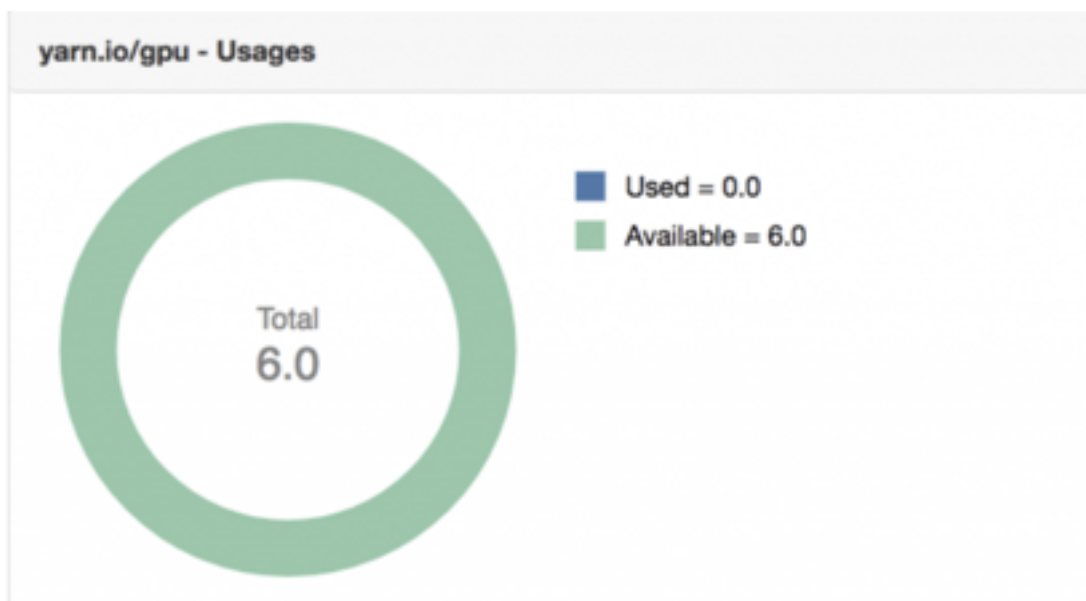 yarn.io/gpu - Usages
Used = 0.0
Available = 6.0
Total
6.0